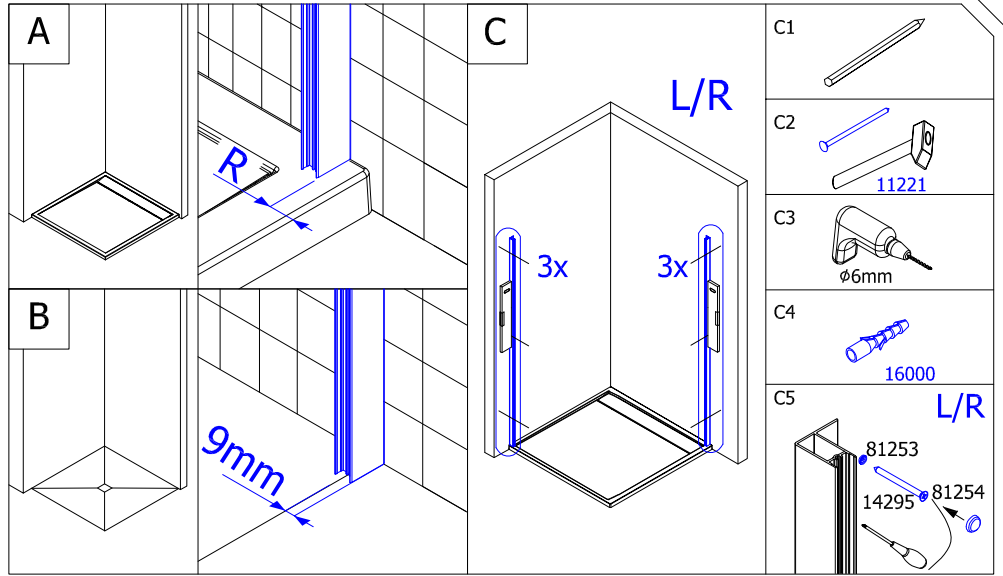 A
R
B
9mm
C
L/R
3x
3x
C1
C2
11221
C3
ϕ6mm
C4
16000
C5
L/R
81253
14295
81254